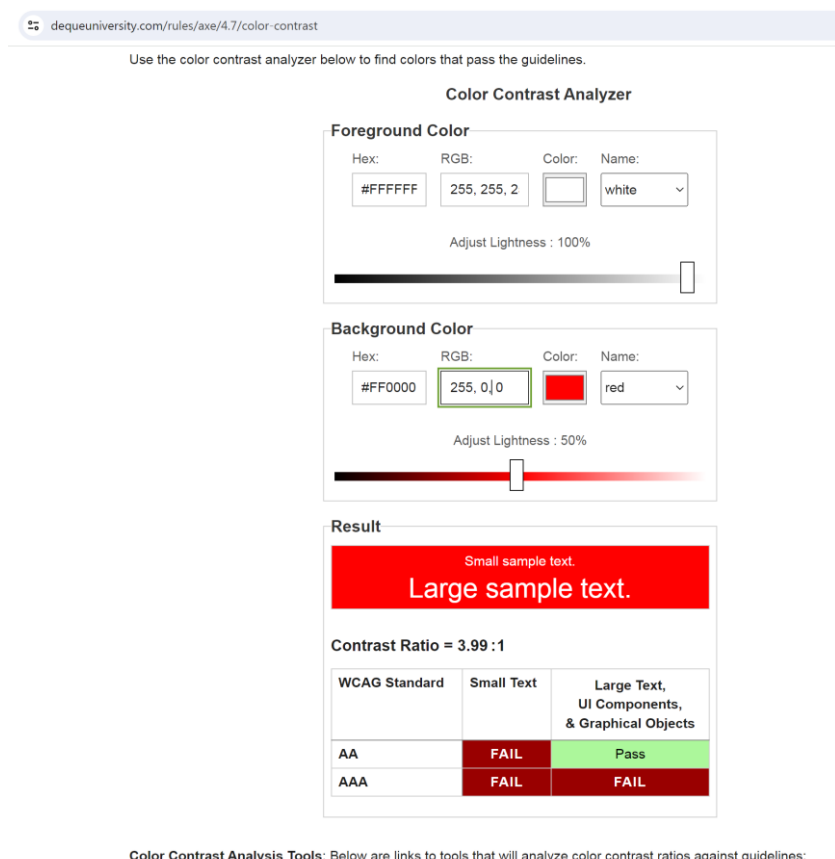 dequeuniversity.com/rules/axe/4.7/color-contrast
Use the color contrast analyzer below to find colors that pass the guidelines.
Color Contrast Analyzer
Foreground Color
Hex: RGB: Color: Name:
#FFFFFF 255, 255, 2 white
Adjust Lightness : 100%
Background Color
Hex: RGB: Color: Name:
#FF0000 255, 0, 0 red
Adjust Lightness : 50%
Result
Small sample text.
Large sample text.
Contrast Ratio = 3.99 :1
WCAG Standard Small Text Large Text,
UI Components,
& Graphical Objects
AA FAIL Pass
AAA FAIL FAIL
Color Contrast Analysis Tools: Below are links to tools that will analyze color contrast ratios against guidelines: